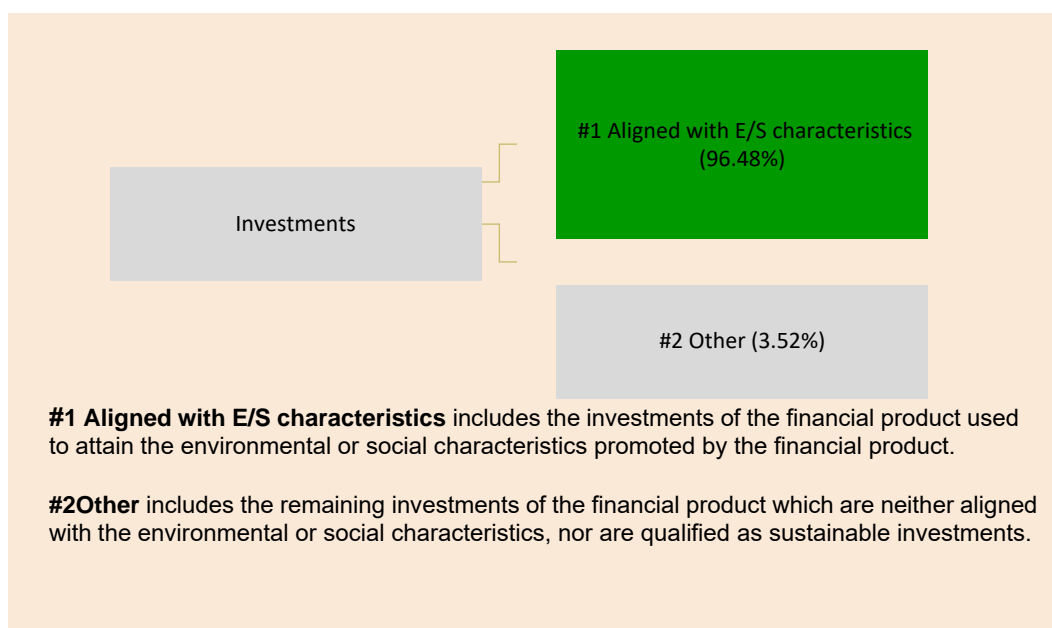 #1 Aligned with E/S characteristics
(96.48%)
Investments
#2 Other (3.52%)
#1 Aligned with E/S characteristics includes the investments of the financial product used
to attain the environmental or social characteristics promoted by the financial product.
#2Other includes the remaining investments of the financial product which are neither aligned
with the environmental or social characteristics, nor are qualified as sustainable investments.